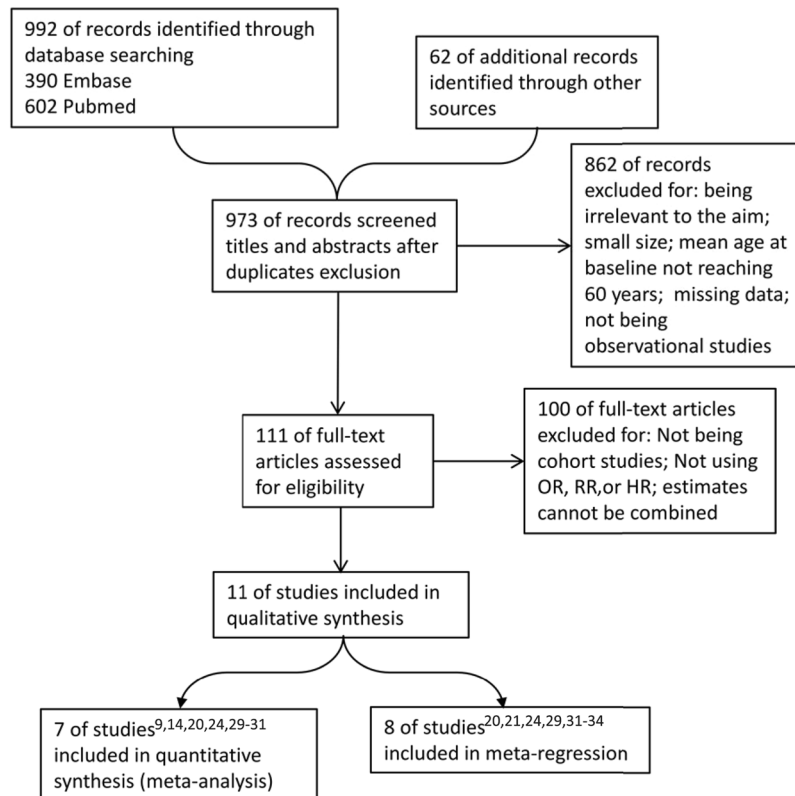 992 of records identified through
database searching
390 Embase
602 Pubmed
62 of additional records
identified through other
sources
862 of records
excluded for: being
irrelevant to the aim;
small size; mean age at
baseline not reaching
60 years;  missing data;
not being
observational studies
973 of records screened
titles and abstracts after
duplicates exclusion
100 of full-text articles
excluded for: Not being
cohort studies; Not using
OR, RR,or HR; estimates
cannot be combined
111 of full-text
articles assessed
for eligibility
11 of studies included in
qualitative synthesis
7 of studies9,14,20,24,29-31
included in quantitative
synthesis (meta-analysis)
8 of studies20,21,24,29,31-34
included in meta-regression